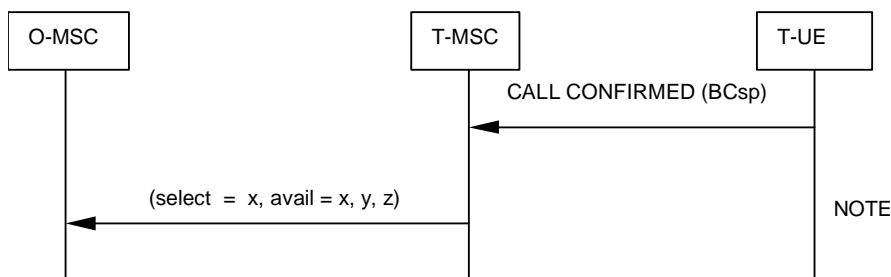 O-MSC
T-MSC
T-UE
CALL CONFIRMED (BCsp)
(select = x, avail = x, y, z)
NOTE